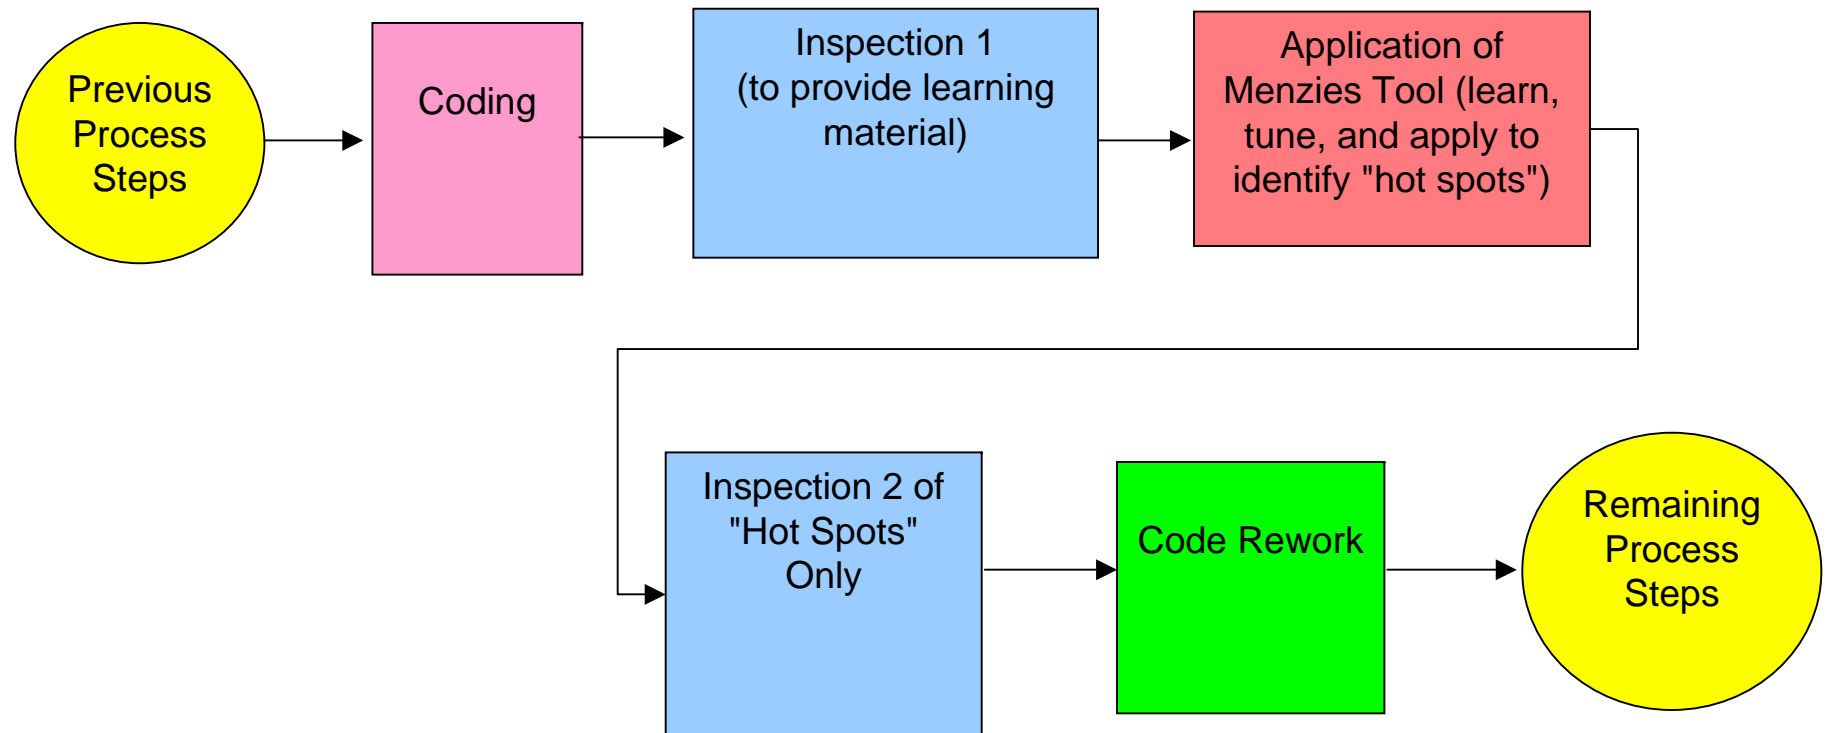 Previous
Process
Steps
Coding
Inspection 1
(to provide learning
material)
Application of
Menzies Tool (learn,
tune, and apply to
identify "hot spots")
Inspection 2 of
"Hot Spots"
Only
Code Rework
Remaining
Process
Steps